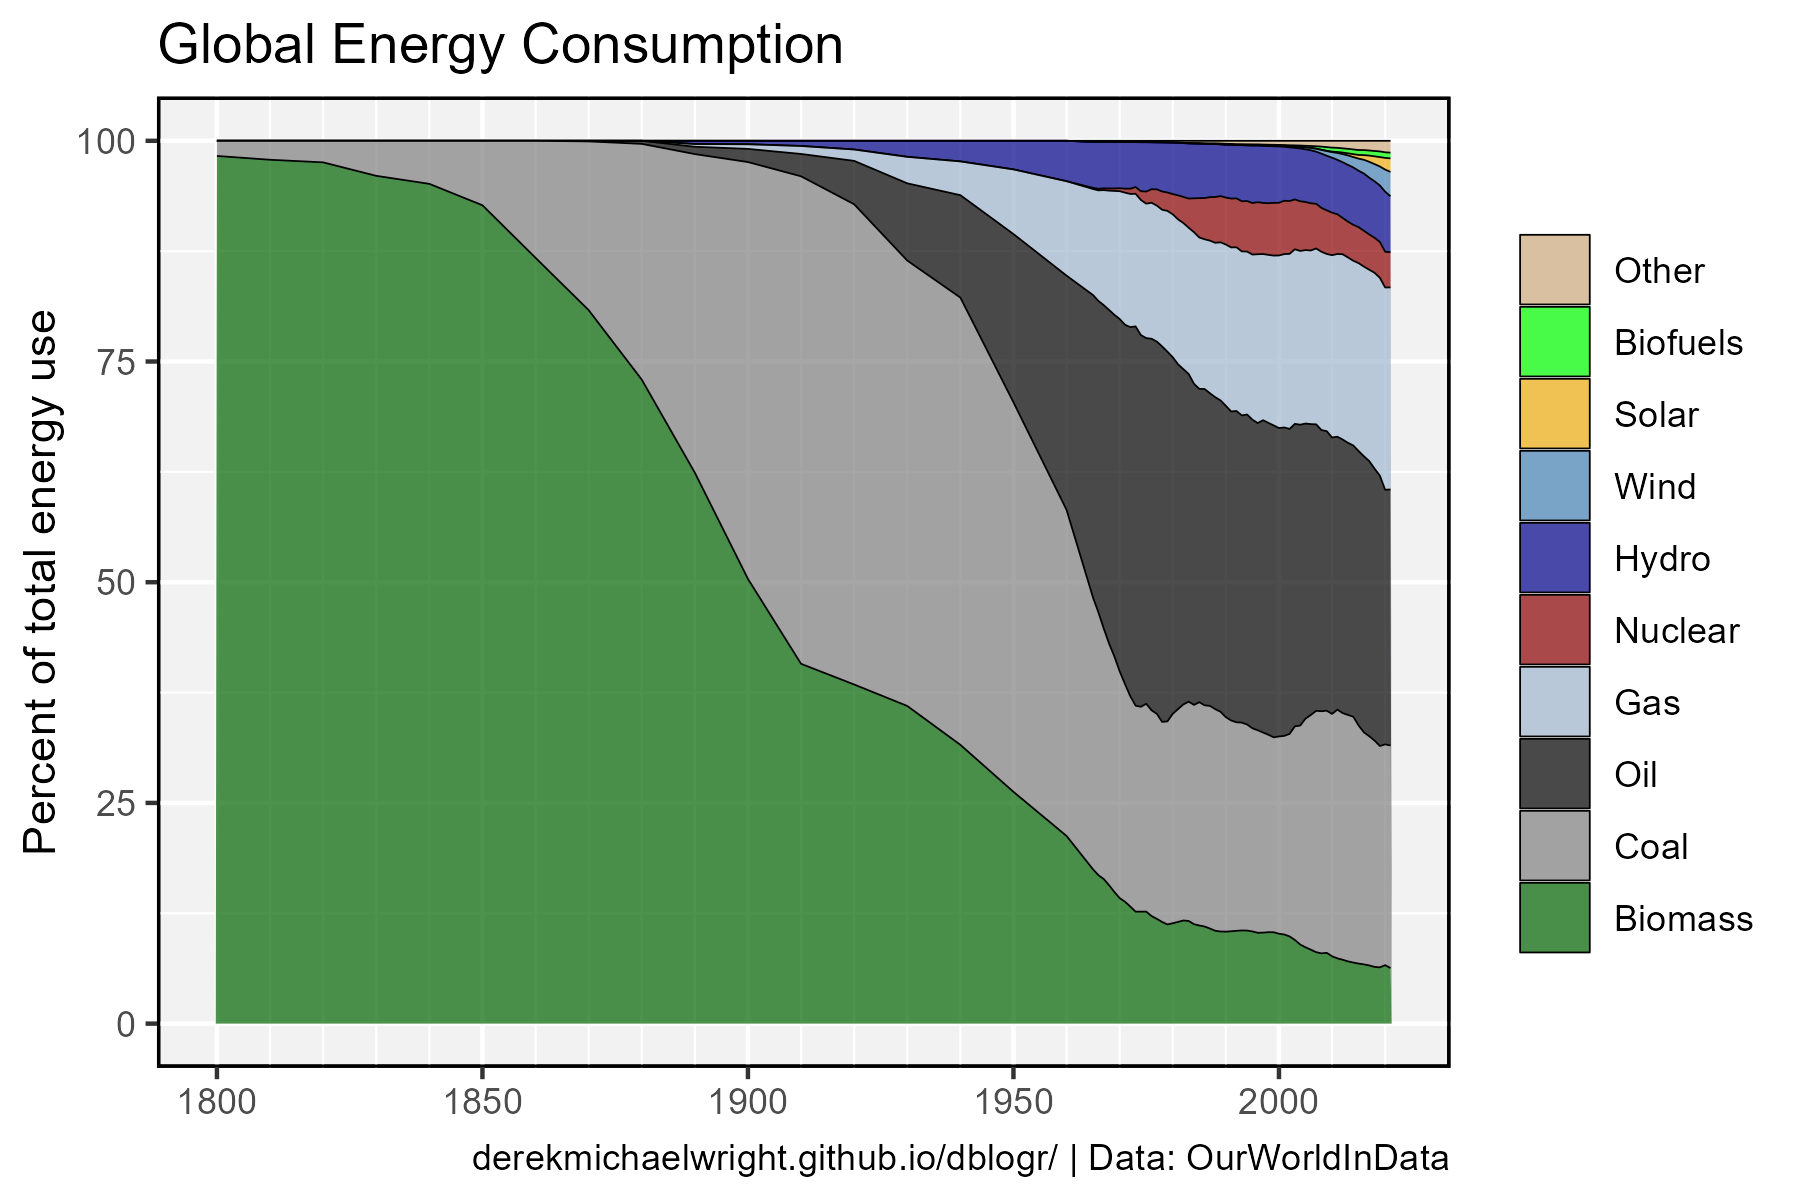 Global Energy Consumption
Percent of total energy use
100
75
50
25
0
1800 1850 1900 1950 2000
Other
Biofuels
Solar
Wind
Hydro
Nuclear
Gas
Oil
Coal
Biomass
derekmichaelwright.github.io/dblogr/ | Data: OurWorldInData